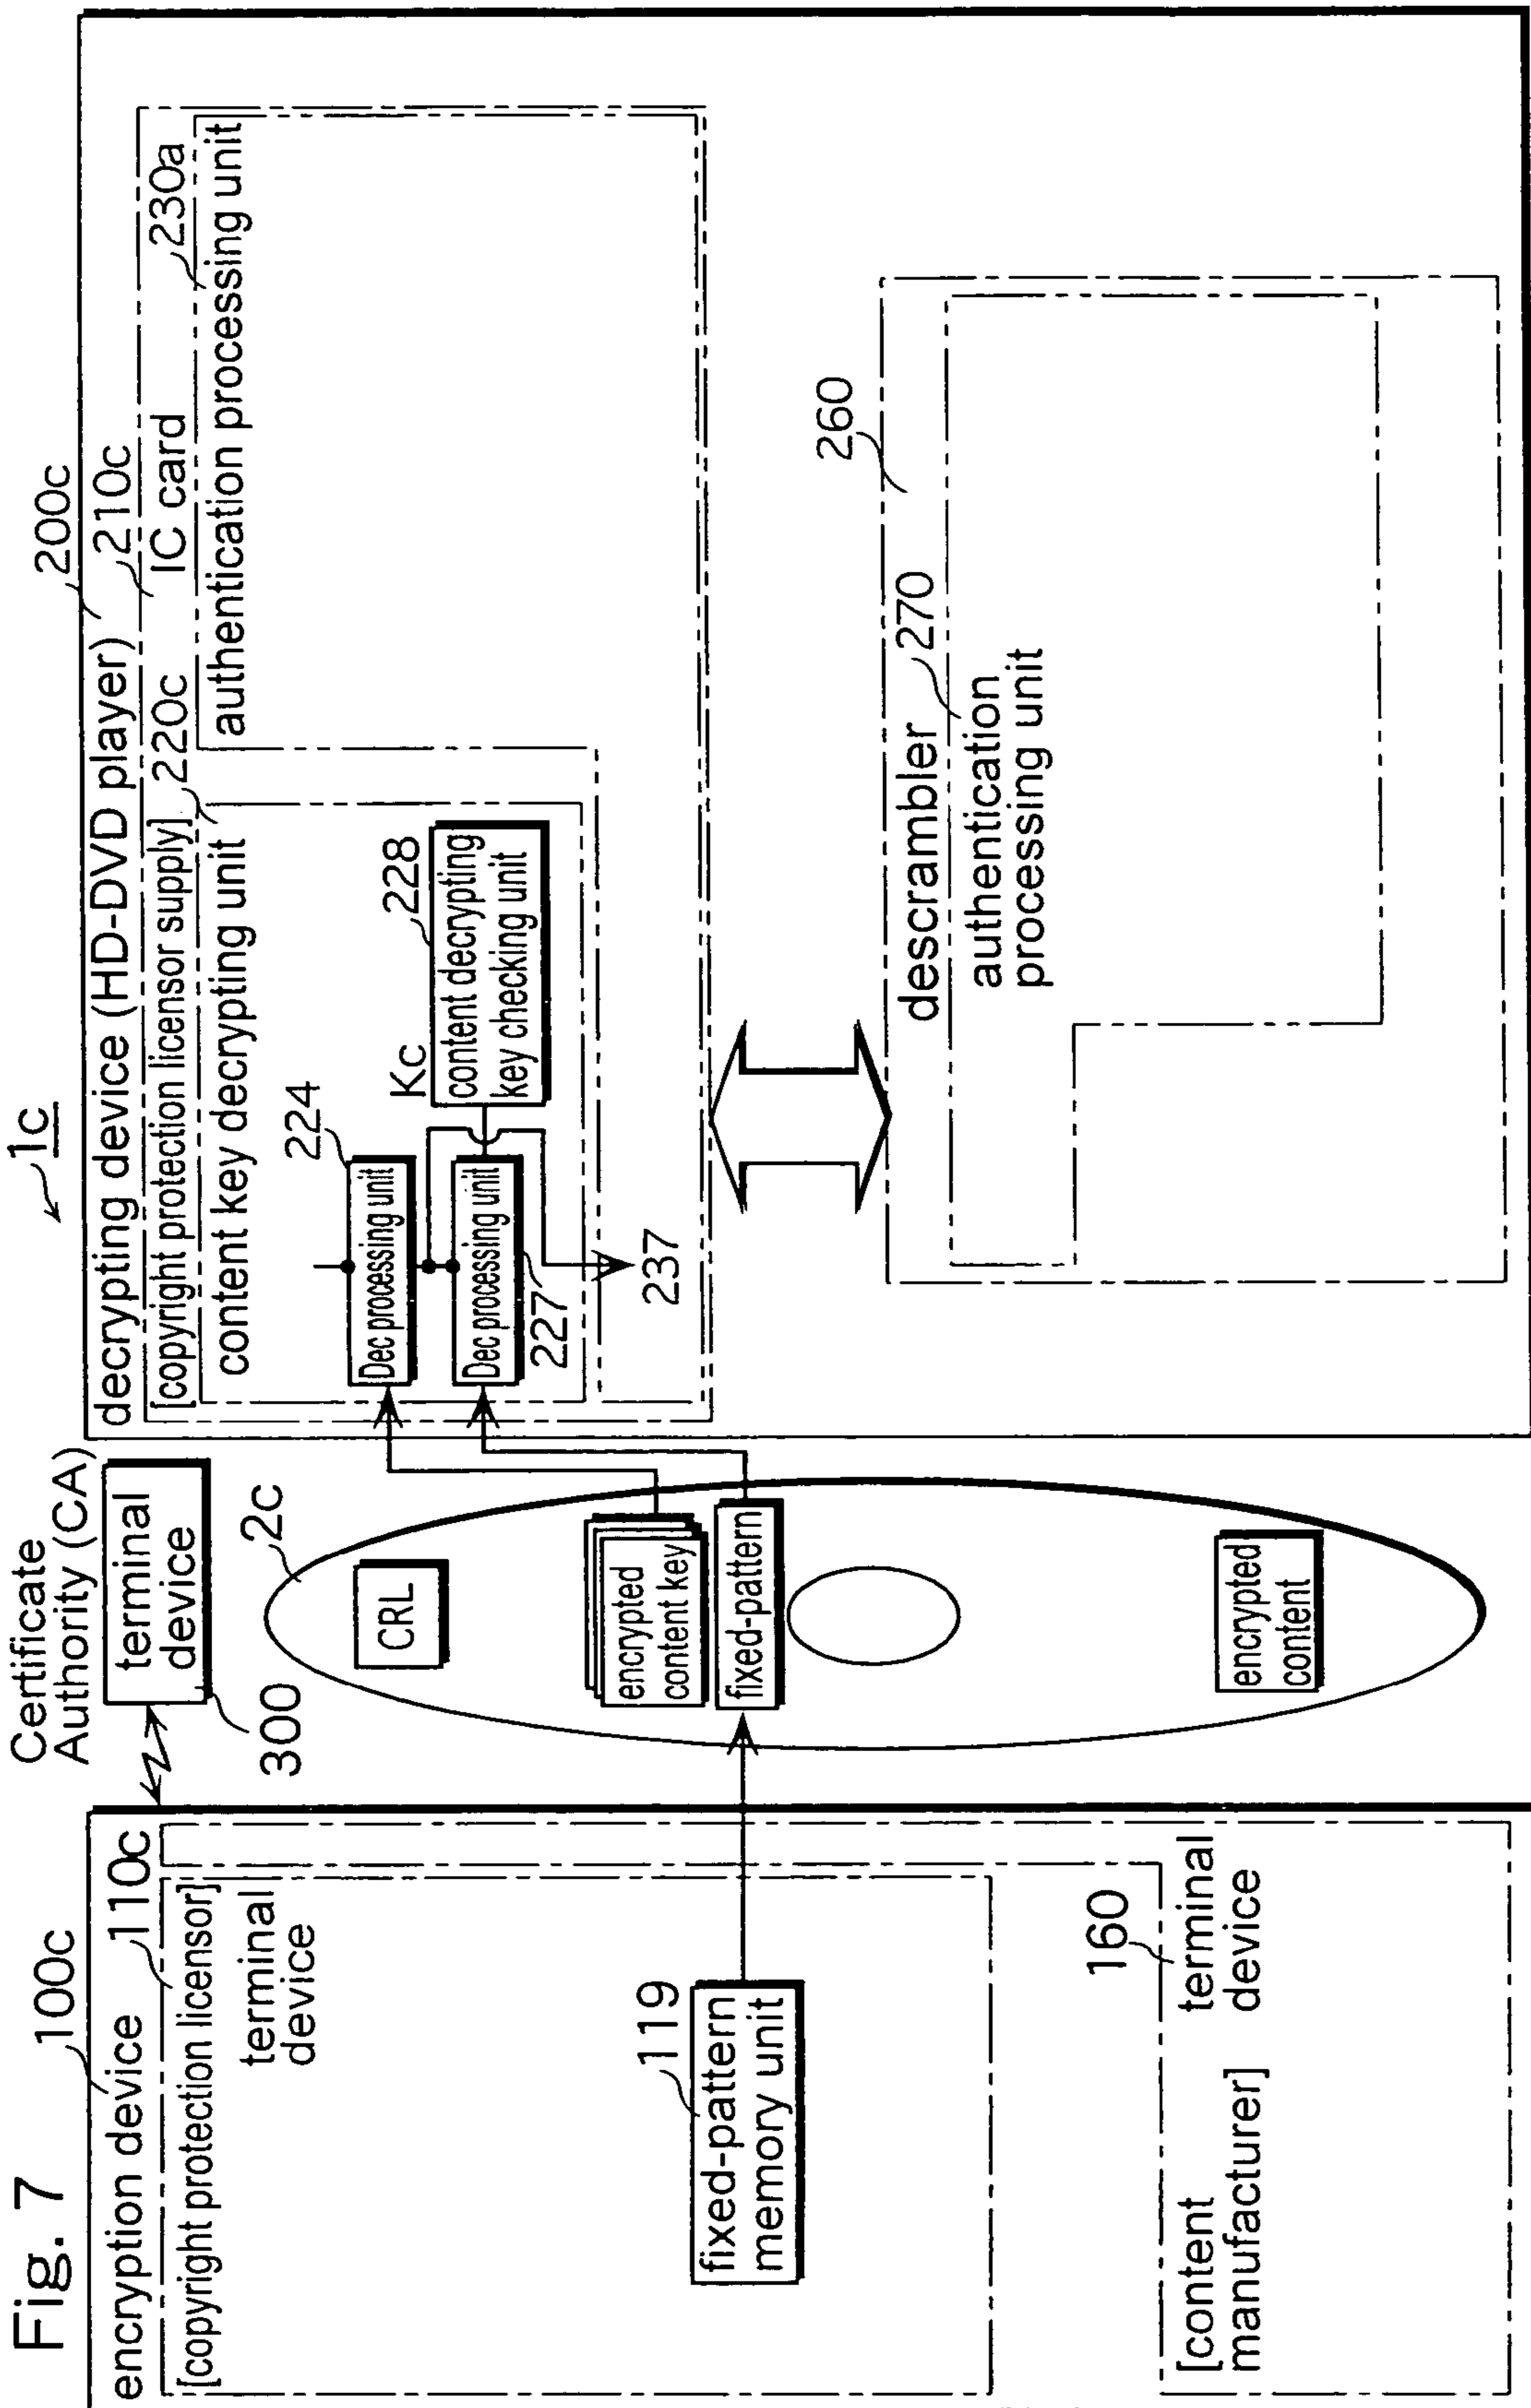 Fig. 7
1c
encryption device
100c
[copyright protection licensor]
110c
terminal
device
119
fixed-pattern
memory unit
160
[content
manufacturer]
terminal
device
Certificate
Authority (CA)
terminal
device
300
2c
CRL
encrypted
content key
fixed-pattern
encrypted
content
decrypting device (HD-DVD player)
200c
[copyright protection licensor supply]
210c
IC card
220c
content key decrypting unit
224
Dec processing unit
Dec processing unit
227
Kc
228
content decrypting
key checking unit
237
230a
authentication processing unit
260
descrambler
270
authentication
processing unit